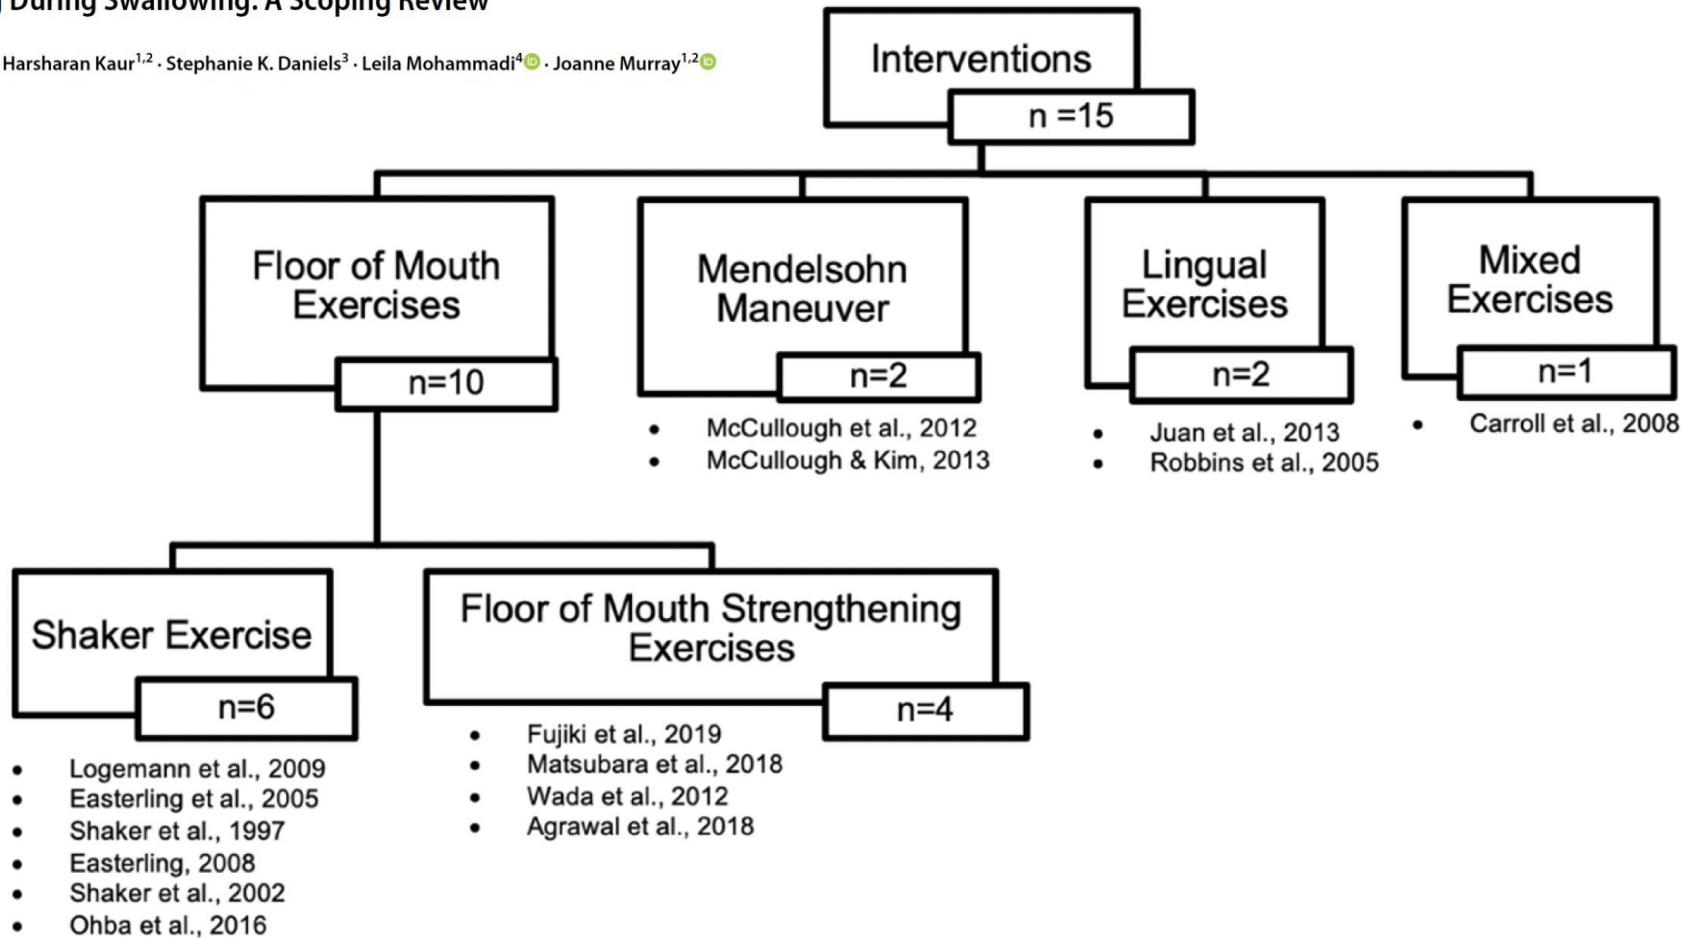 During Swallowing: A Scoping Review
Harsharan Kaur1,2 · Stephanie K. Daniels3 · Leila Mohammadi4 iD · Joanne Murray1,2 iD
Interventions
n =15
Floor of Mouth
Exercises
n=10
Mendelsohn
Maneuver
n=2
McCullough et al., 2012
McCullough & Kim, 2013
Lingual
Exercises
n=2
Juan et al., 2013
Robbins et al., 2005
Mixed
Exercises
n=1
Carroll et al., 2008
Shaker Exercise
n=6
Logemann et al., 2009
Easterling et al., 2005
Shaker et al., 1997
Easterling, 2008
Shaker et al., 2002
Ohba et al., 2016
Floor of Mouth Strengthening
Exercises
n=4
Fujiki et al., 2019
Matsubara et al., 2018
Wada et al., 2012
Agrawal et al., 2018